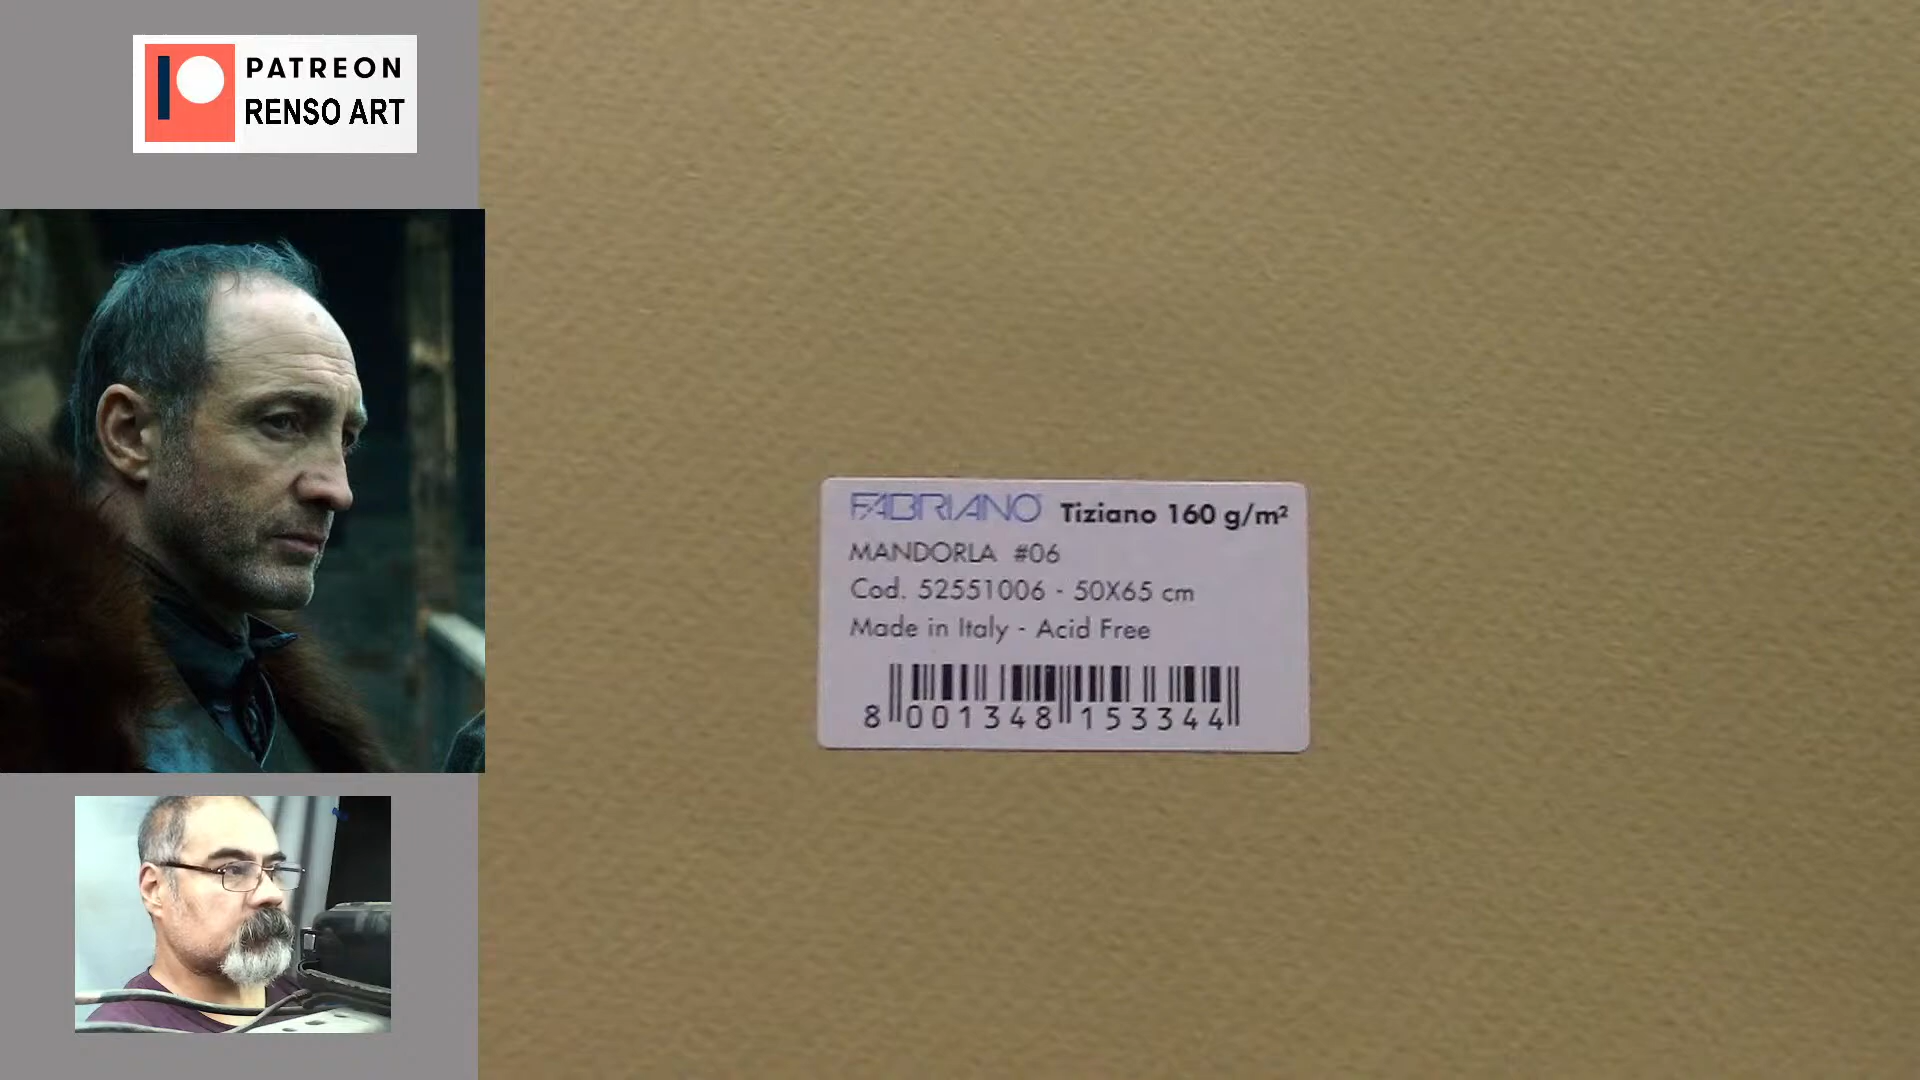 PATREON
RENSO ART
FABRIANO Tiziano 160 g/m²
MANDORLA #06
Cod. 52551006 - 50X65 cm
Made in Italy - Acid Free
8 001348 153344